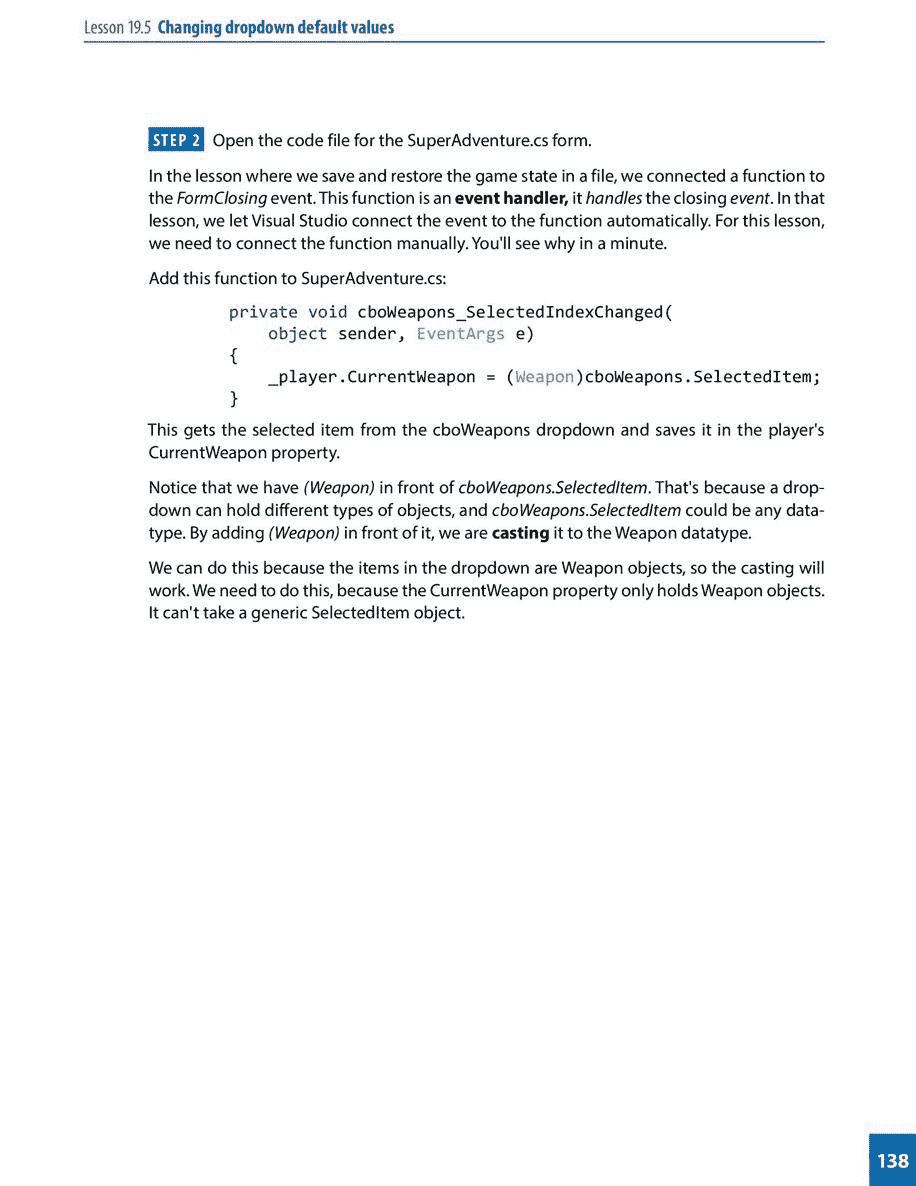 Lesson 19.5 Changing dropdown default values
STEP 2 Open the code file for the SuperAdventure.cs form.
In the lesson where we save and restore the game state in a file, we connected a function to
the FormClosing event. This function is an event handler, it handles the closing event. In that
lesson, we let Visual Studio connect the event to the function automatically. For this lesson,
we need to connect the function manually. You'll see why in a minute.
Add this function to SuperAdventure.cs:
private void cboWeapons_SelectedIndexChanged(
object sender, EventArgs e)
{
_player.CurrentWeapon = (Weapon)cboWeapons.SelectedItem;
}
This gets the selected item from the cboWeapons dropdown and saves it in the player's
CurrentWeapon property.
Notice that we have (Weapon) in front of cboWeapons.SelectedItem. That's because a drop-
down can hold different types of objects, and cboWeapons.SelectedItem could be any data-
type. By adding (Weapon) in front of it, we are casting it to the Weapon datatype.
We can do this because the items in the dropdown are Weapon objects, so the casting will
work. We need to do this, because the CurrentWeapon property only holds Weapon objects.
It can't take a generic SelectedItem object.
138